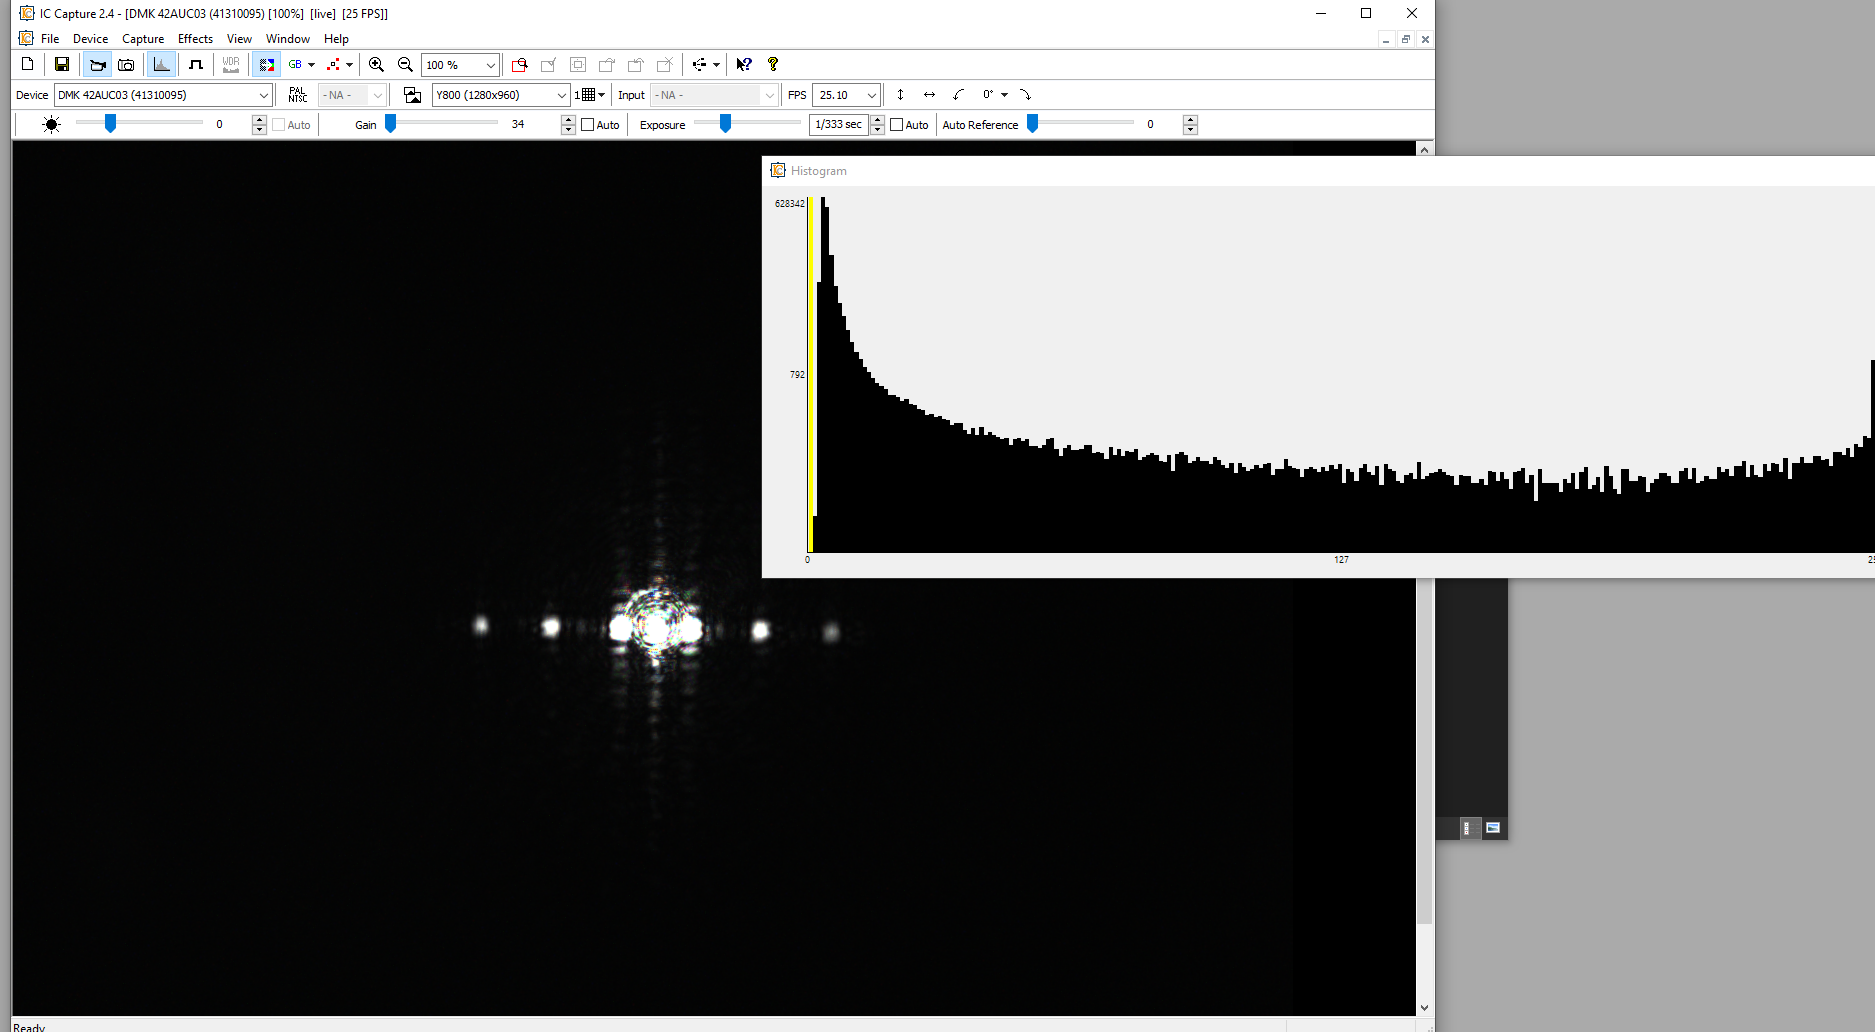 IC Capture 2.4 - [DMK 42AUC03 (41310095) [100%]  [live]  [25 FPS]]
File Device Capture Effects View Window Help
WDR GB 100 %
Device DMK 42AUC03 (41310095) PAL NTSC - NA - Y800 (1280x960) 1 Input - NA - FPS 25.10 0°
0 Auto Gain 34 Auto Exposure 1/333 sec Auto Auto Reference 0
Histogram
628342
792
0 127 25
Ready